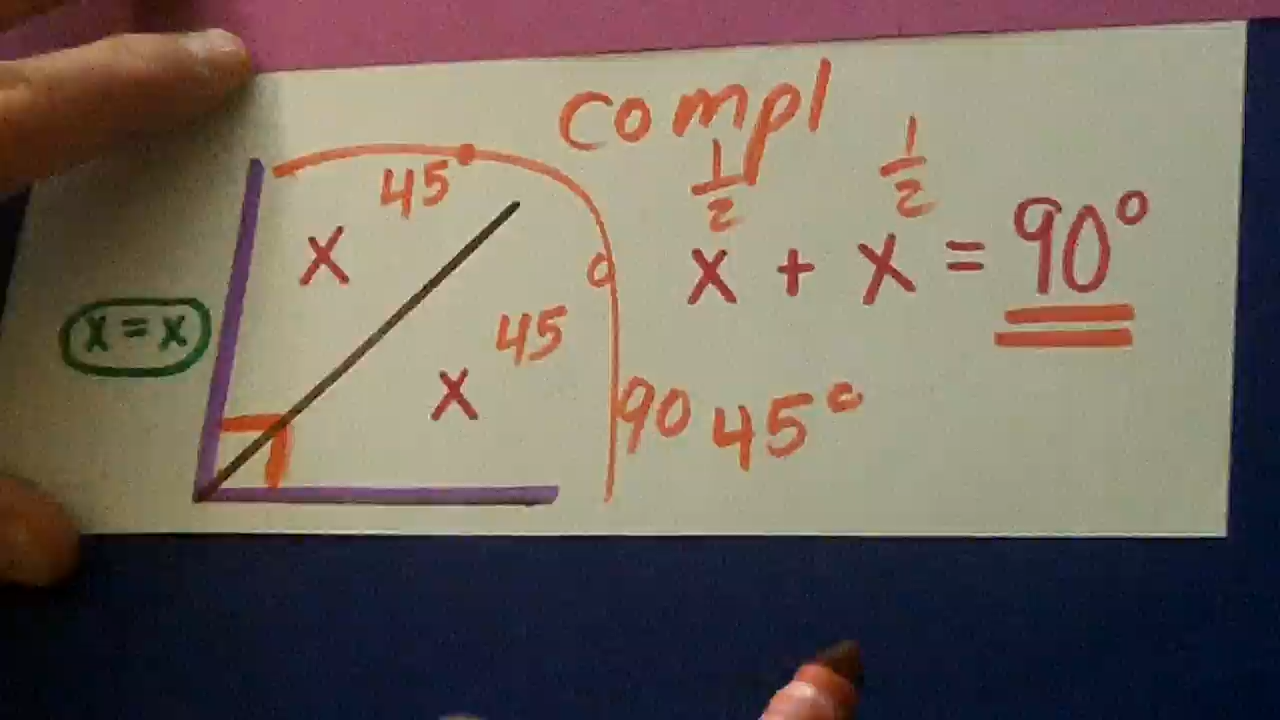 compl
1/2 1/2
x + x = 90°
45
x
x = x
45
x
90 45°